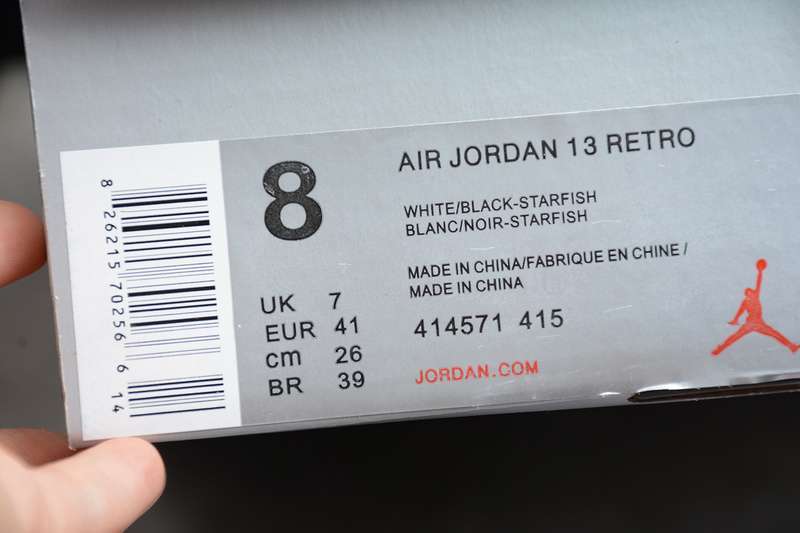 8 26215 70256 6 14
8
AIR JORDAN 13 RETRO
WHITE/BLACK-STARFISH
BLANC/NOIR-STARFISH
MADE IN CHINA/FABRIQUE EN CHINE /
MADE IN CHINA
UK 7
EUR 41
cm 26
BR 39
414571 415
JORDAN.COM